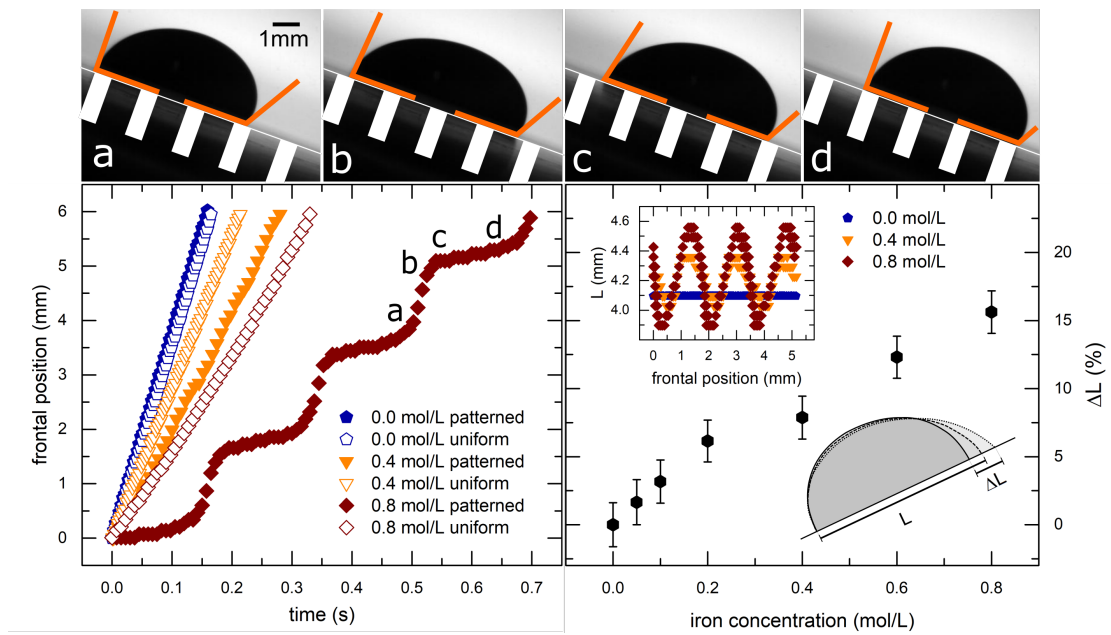 1mm
a
b
c
d
frontal position (mm)
6
5
4
3
2
1
0
0.0 0.1 0.2 0.3 0.4 0.5 0.6 0.7
time (s)
a
b
c
d
0.0 mol/L patterned
0.0 mol/L uniform
0.4 mol/L patterned
0.4 mol/L uniform
0.8 mol/L patterned
0.8 mol/L uniform
L (mm)
4.6
4.4
4.2
4.0
0 1 2 3 4 5
frontal position (mm)
0.0 mol/L
0.4 mol/L
0.8 mol/L
20
15
10
5
0
ΔL (%)
ΔL
L
0.0 0.2 0.4 0.6 0.8
iron concentration (mol/L)